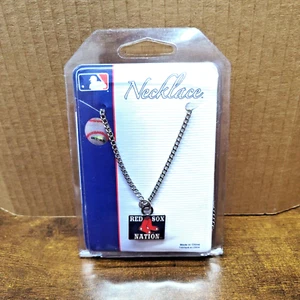 Necklace
RED SOX
NATION